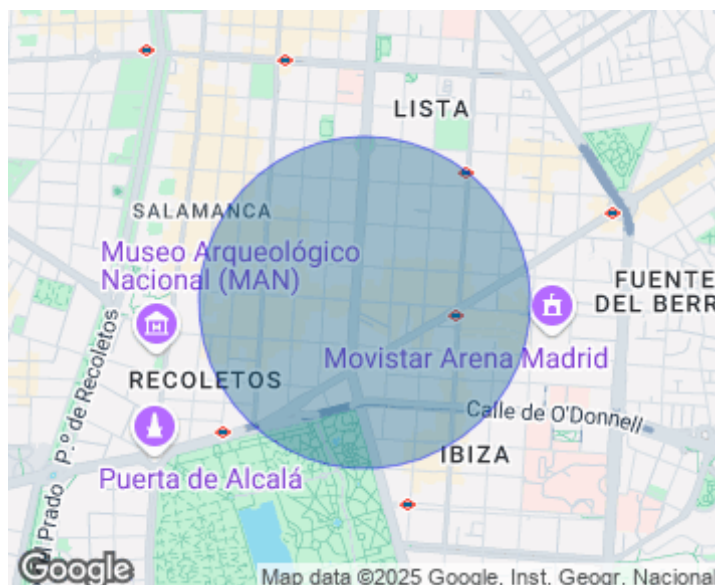 LISTA
SALAMANCA
Museo Arqueológico
Nacional (MAN)
FUENTE
DEL BERR
Movistar Arena Madrid
RECOLETOS
P.º de Recoletos
Calle de O'Donnell
IBIZA
Puerta de Alcalá
l Prado
Google
Map data ©2025 Google, Inst. Geogr. Nacional